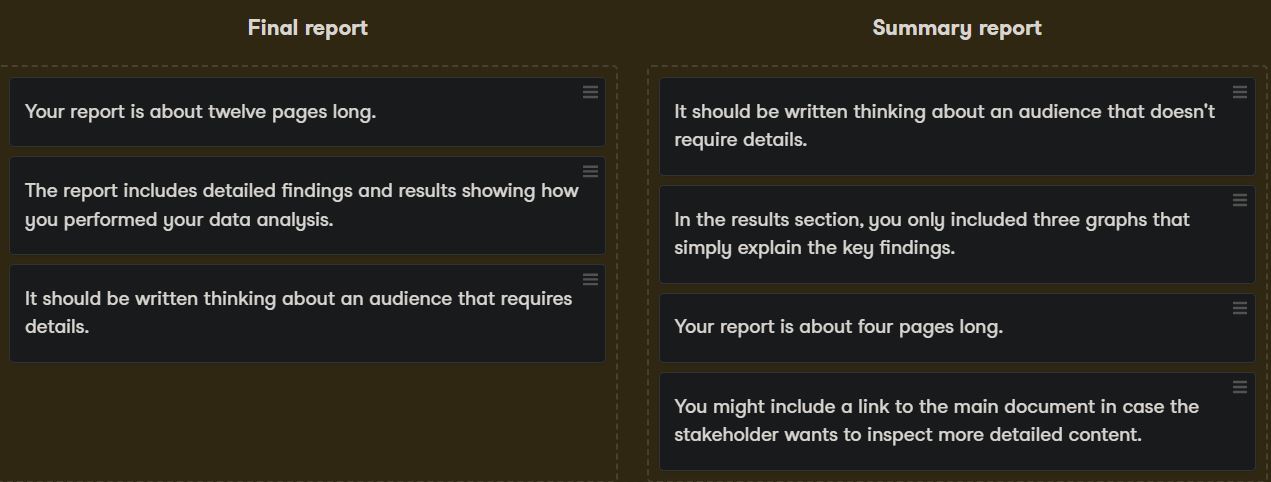 Final report
Your report is about twelve pages long.
The report includes detailed findings and results showing how
you performed your data analysis.
It should be written thinking about an audience that requires
details.
Summary report
It should be written thinking about an audience that doesn't
require details.
In the results section, you only included three graphs that
simply explain the key findings.
Your report is about four pages long.
You might include a link to the main document in case the
stakeholder wants to inspect more detailed content.